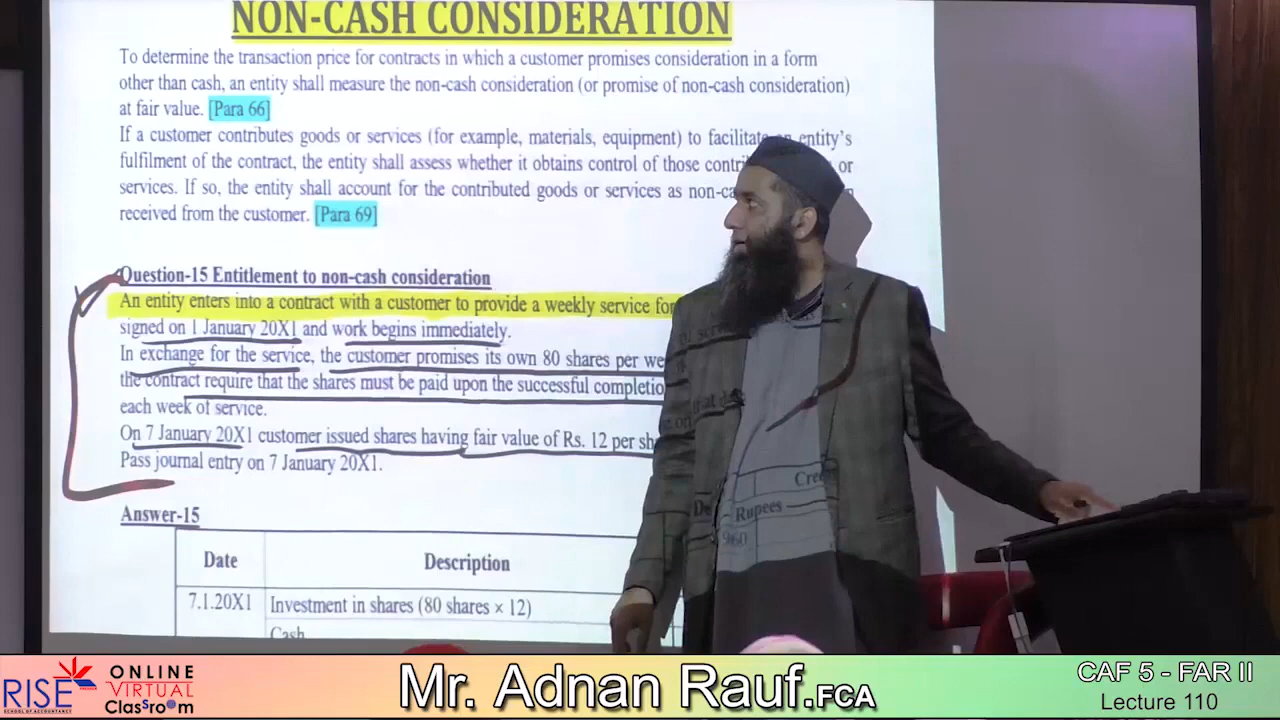 NON-CASH CONSIDERATION
To determine the transaction price for contracts in which a customer promises consideration in a form
other than cash, an entity shall measure the non-cash consideration (or promise of non-cash consideration)
at fair value. [Para 66]
If a customer contributes goods or services (for example, materials, equipment) to facilitate entity's
fulfilment of the contract, the entity shall assess whether it obtains control of those or
services. If so, the entity shall account for the contributed goods or services as
received from the customer. [Para 69]
Question-15 Entitlement to non-cash consideration
An entity enters into a contract with a customer to provide a weekly service for
signed on 1 January 20X1 and work begins immediately.
In exchange for the service, the customer promises its own 80 shares per
the contract require that the shares must be paid upon the successful
each week of service.
On 7 January 20X1 customer issued shares having fair value of Rs. 12 per
Pass journal entry on 7 January 20X1.
Answer-15
Date Description
Rupees
960
7.1.20X1 Investment in shares (80 shares × 12)
Cash
RISE
SCHOOL OF ACCOUNTANCY
ONLINE
VIRTUAL
Classroom
Mr. Adnan Rauf.FCA
CAF 5 - FAR II
Lecture 110